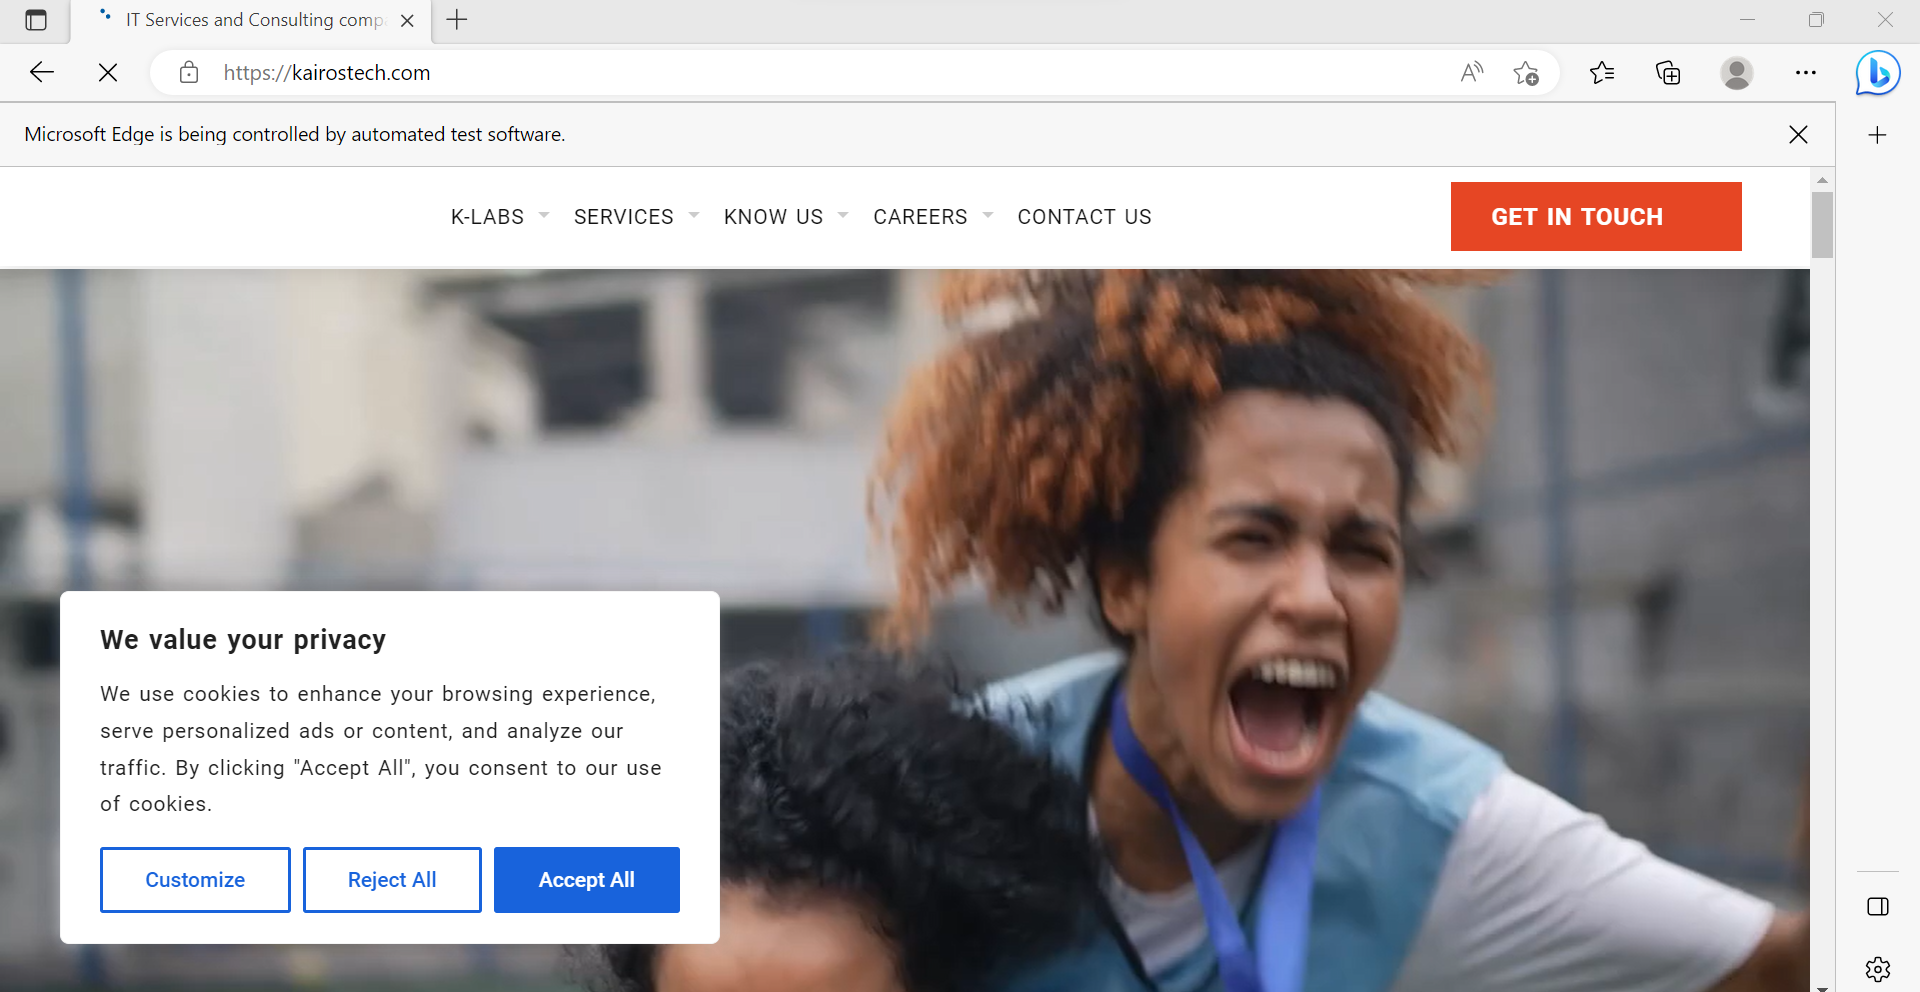 IT Services and Consulting comp
https://kairostech.com
Microsoft Edge is being controlled by automated test software.
K-LABS SERVICES KNOW US CAREERS CONTACT US
GET IN TOUCH
We value your privacy
We use cookies to enhance your browsing experience,
serve personalized ads or content, and analyze our
traffic. By clicking "Accept All", you consent to our use
of cookies.
Customize Reject All Accept All